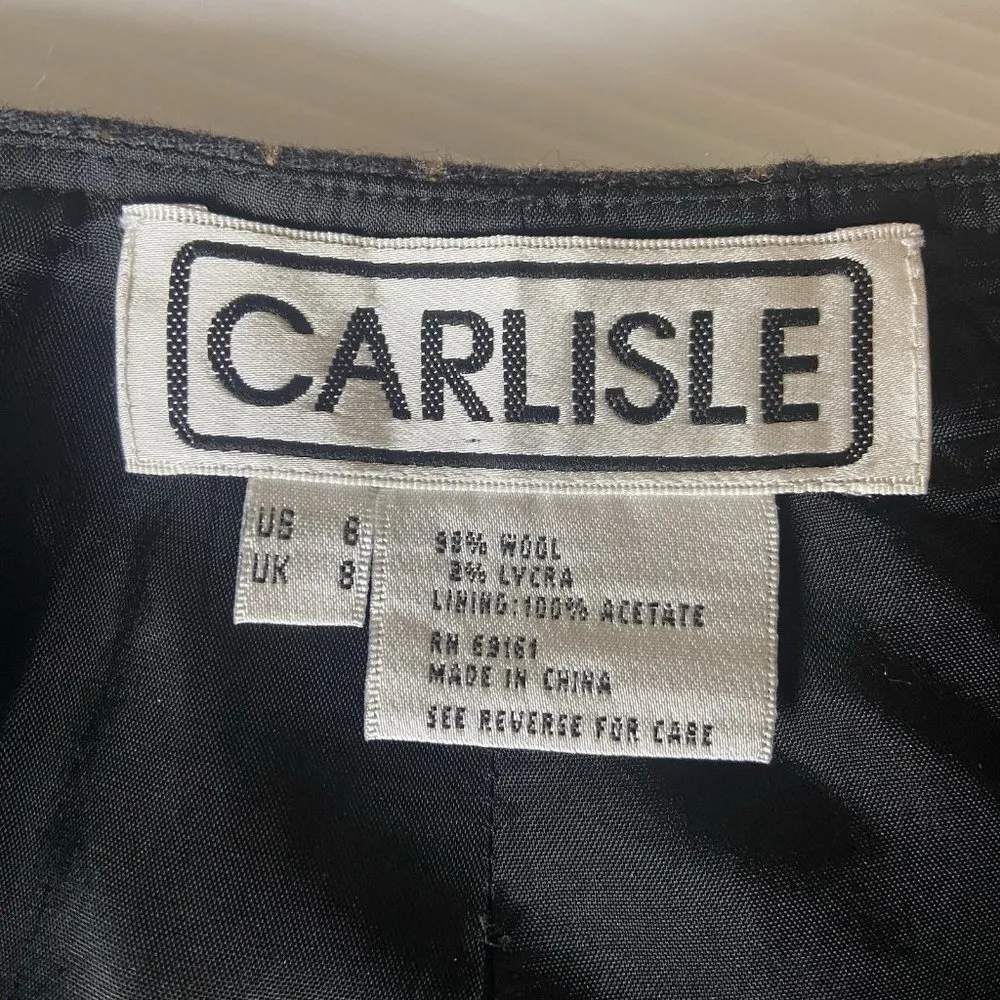 CARLISLE
US 6
UK 8
98% WOOL
2% LYCRA
LINING: 100% ACETATE
RN 69161
MADE IN CHINA
SEE REVERSE FOR CARE